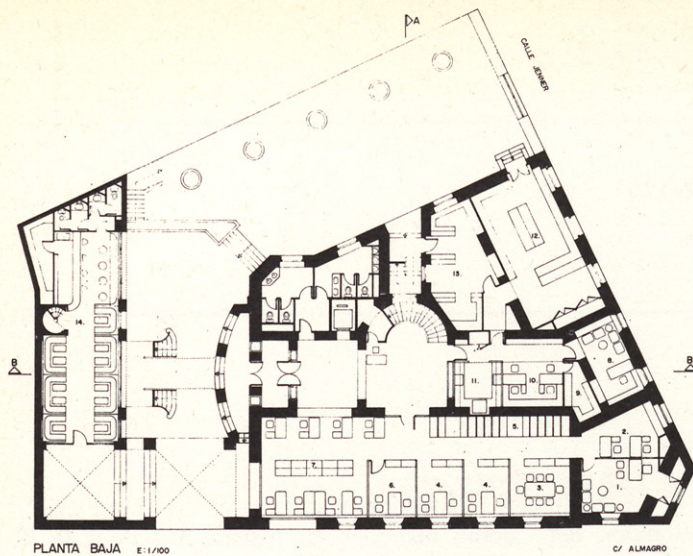 A
CALLE JENNER
12.
13.
14.
B
B
8.
11.
10.
9.
5.
2.
7.
6.
4.
4.
3.
1.
PLANTA BAJA E:1/100
C/ ALMAGRO